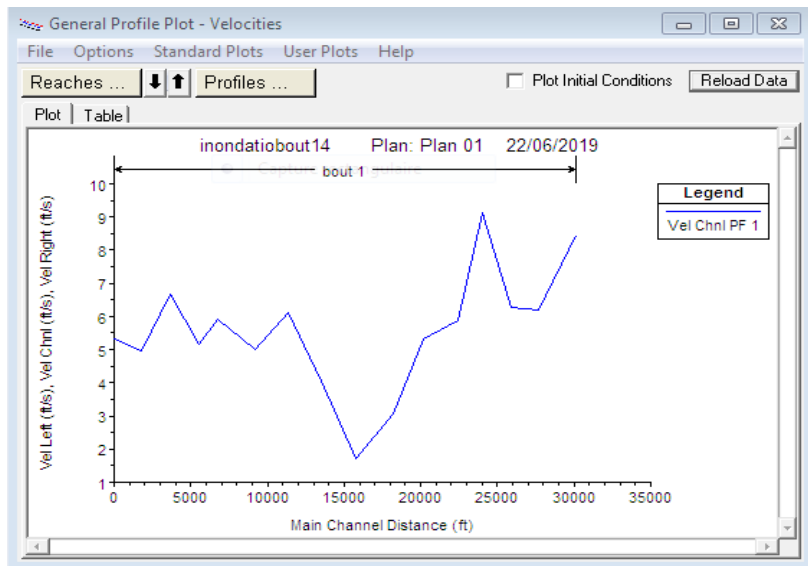 General Profile Plot - Velocities
File Options Standard Plots User Plots Help
Reaches ... Profiles ... Plot Initial Conditions Reload Data
Plot Table
inondatiobout14 Plan: Plan 01 22/06/2019
bout 1
Legend
Vel Chnl PF 1
Vel Left (ft/s), Vel Chnl (ft/s), Vel Right (ft/s)
10
9
8
7
6
5
4
3
2
1
0 5000 10000 15000 20000 25000 30000 35000
Main Channel Distance (ft)